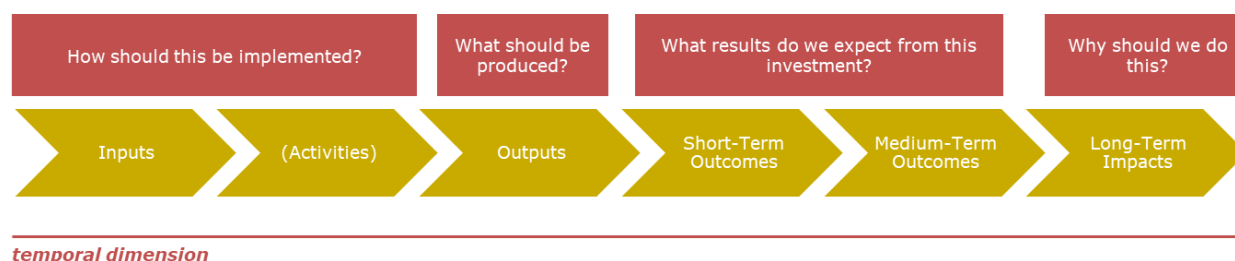 How should this be implemented?
What should be
produced?
What results do we expect from this
investment?
Why should we do
this?
Inputs
(Activities)
Outputs
Short-Term
Outcomes
Medium-Term
Outcomes
Long-Term
Impacts
temporal dimension